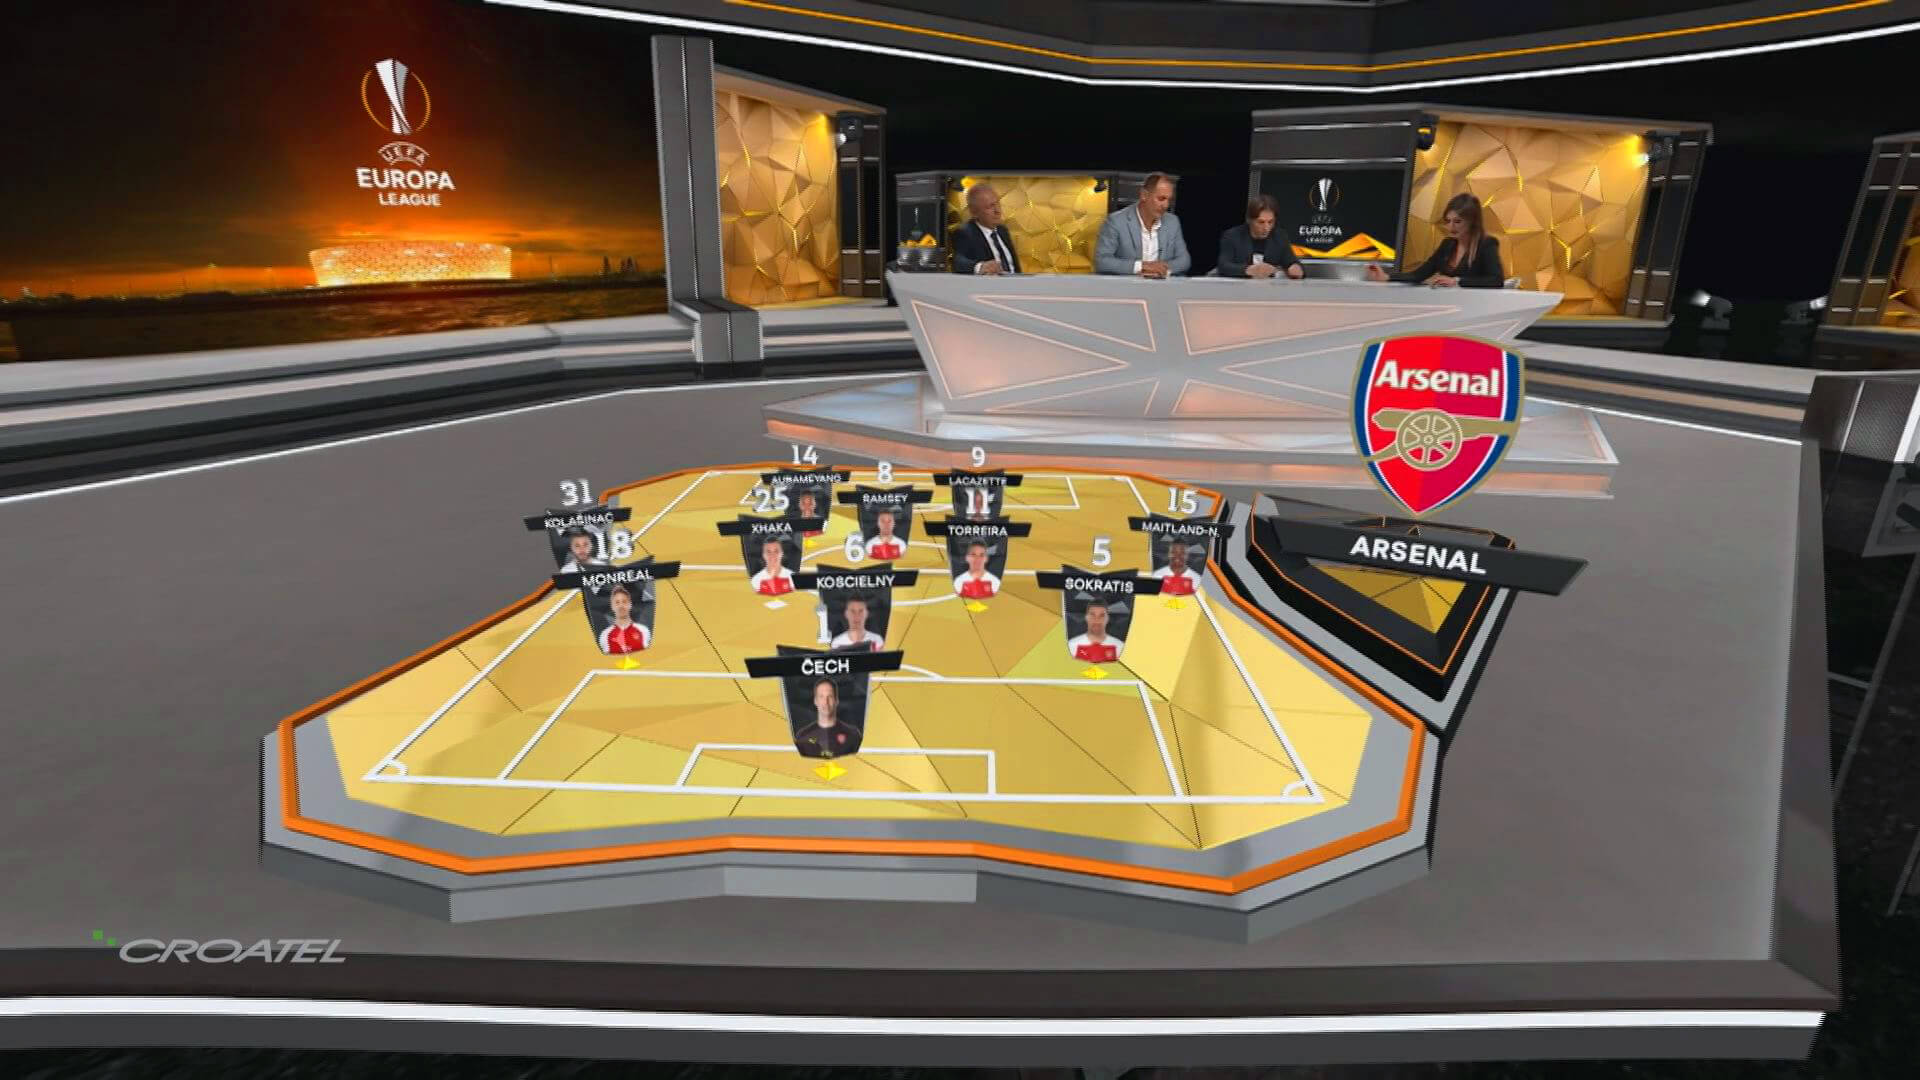 UEFA
EUROPA
LEAGUE
UEFA
EUROPA
LEAGUE
Arsenal
ARSENAL
14
AUBAMEYANG
8
RAMSEY
9
LACAZETTE
31
KOLAŠINAC
25
XHAKA
11
TORREIRA
15
MAITLAND-N.
18
MONREAL
6
KOSCIELNY
5
SOKRATIS
1
ČECH
CROATEL